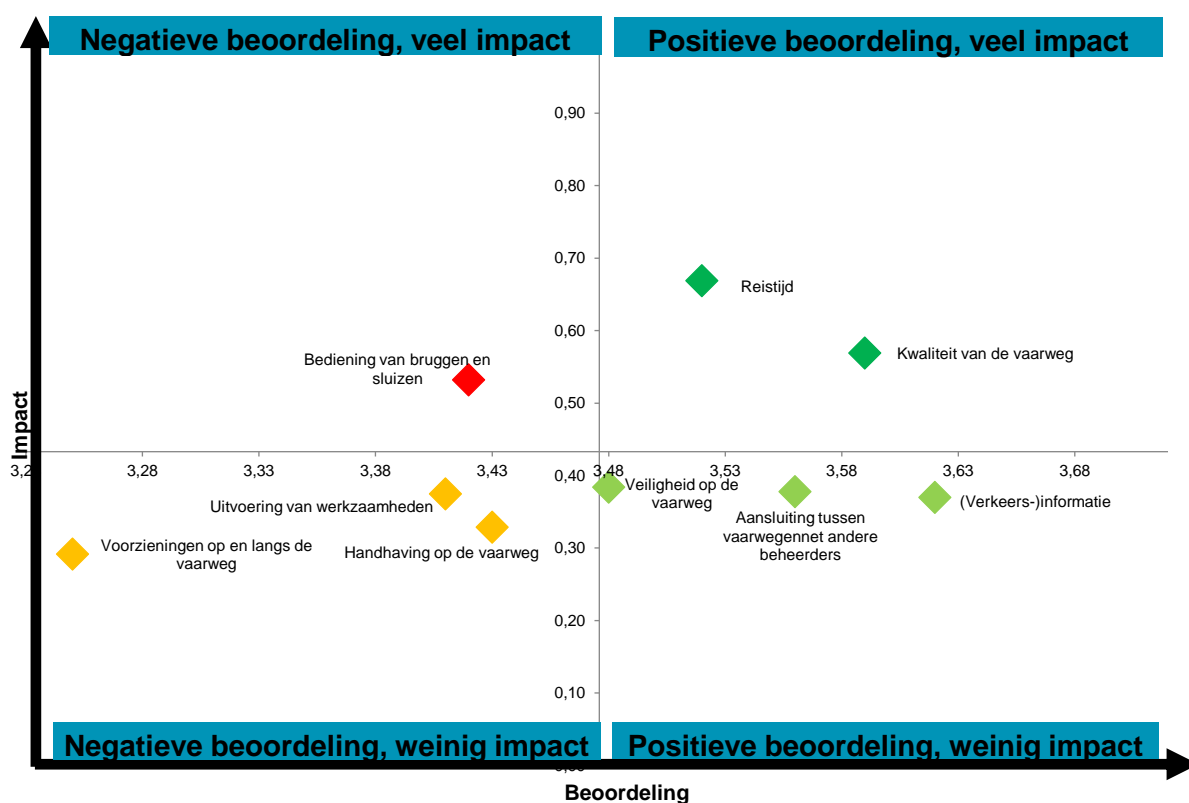 Negatieve beoordeling, veel impact
Positieve beoordeling, veel impact
0,90
0,80
0,70
Reistijd
0,60
Bediening van bruggen en
sluizen
Kwaliteit van de vaarweg
0,50
Impact
3,2
3,28
3,33
3,38
3,43
3,48
3,53
3,58
3,63
3,68
0,40
Veiligheid op de
vaarweg
Uitvoering van werkzaamheden
(Verkeers-)informatie
Aansluiting tussen
vaarwegennet andere
beheerders
Voorzieningen op en langs de
vaarweg
Handhaving op de vaarweg
0,30
0,20
0,10
Negatieve beoordeling, weinig impact
Positieve beoordeling, weinig impact
Beoordeling